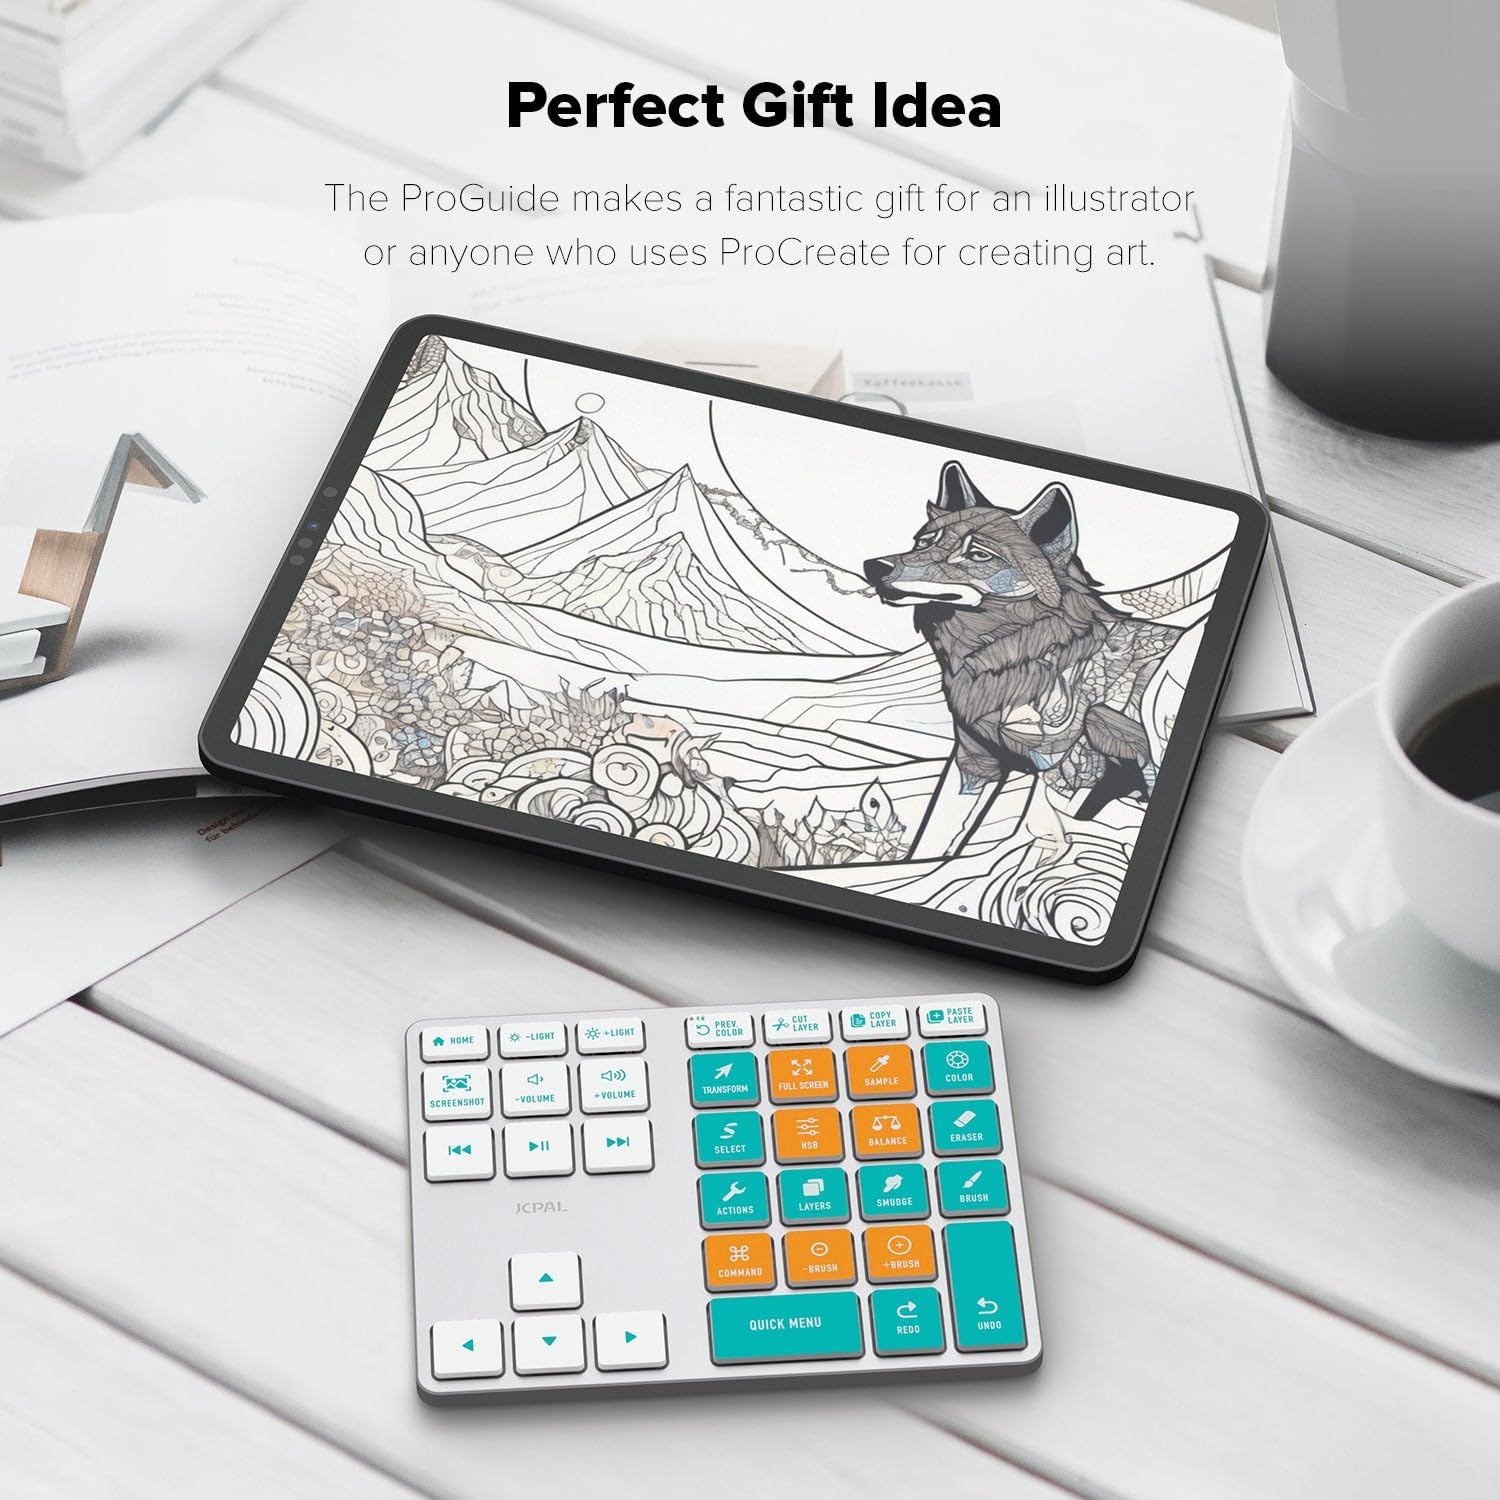 Perfect Gift Idea
The ProGuide makes a fantastic gift for an illustrator
or anyone who uses ProCreate for creating art.
Kaffeekasse
HOME
-LIGHT
+LIGHT
SCREENSHOT
-VOLUME
+VOLUME
JCPAL
PREV.
COLOR
CUT
LAYER
COPY
LAYER
PASTE
LAYER
TRANSFORM
FULL SCREEN
SAMPLE
COLOR
SELECT
HSB
BALANCE
ERASER
ACTIONS
LAYERS
SMUDGE
BRUSH
COMMAND
-BRUSH
+BRUSH
QUICK MENU
REDO
UNDO